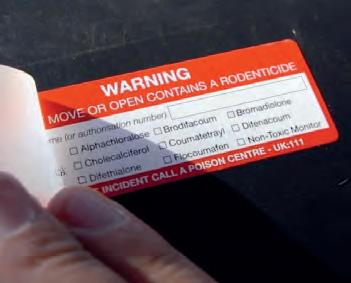 WARNING
MOVE OR OPEN CONTAINS A RODENTICIDE
me (or authorisation number)
Alphachloralose Brodifacoum Bromadiolone
Cholecalciferol Coumatetralyl Difenacoum
Difethialone Flocoumafen Non-Toxic Monitor
INCIDENT CALL A POISON CENTRE - UK:111